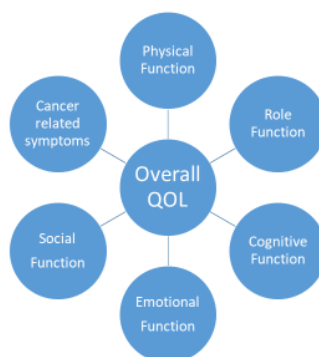 Physical
Function
Role
Function
Cognitive
Function
Emotional
Function
Social
Function
Cancer
related
symptoms
Overall
QOL